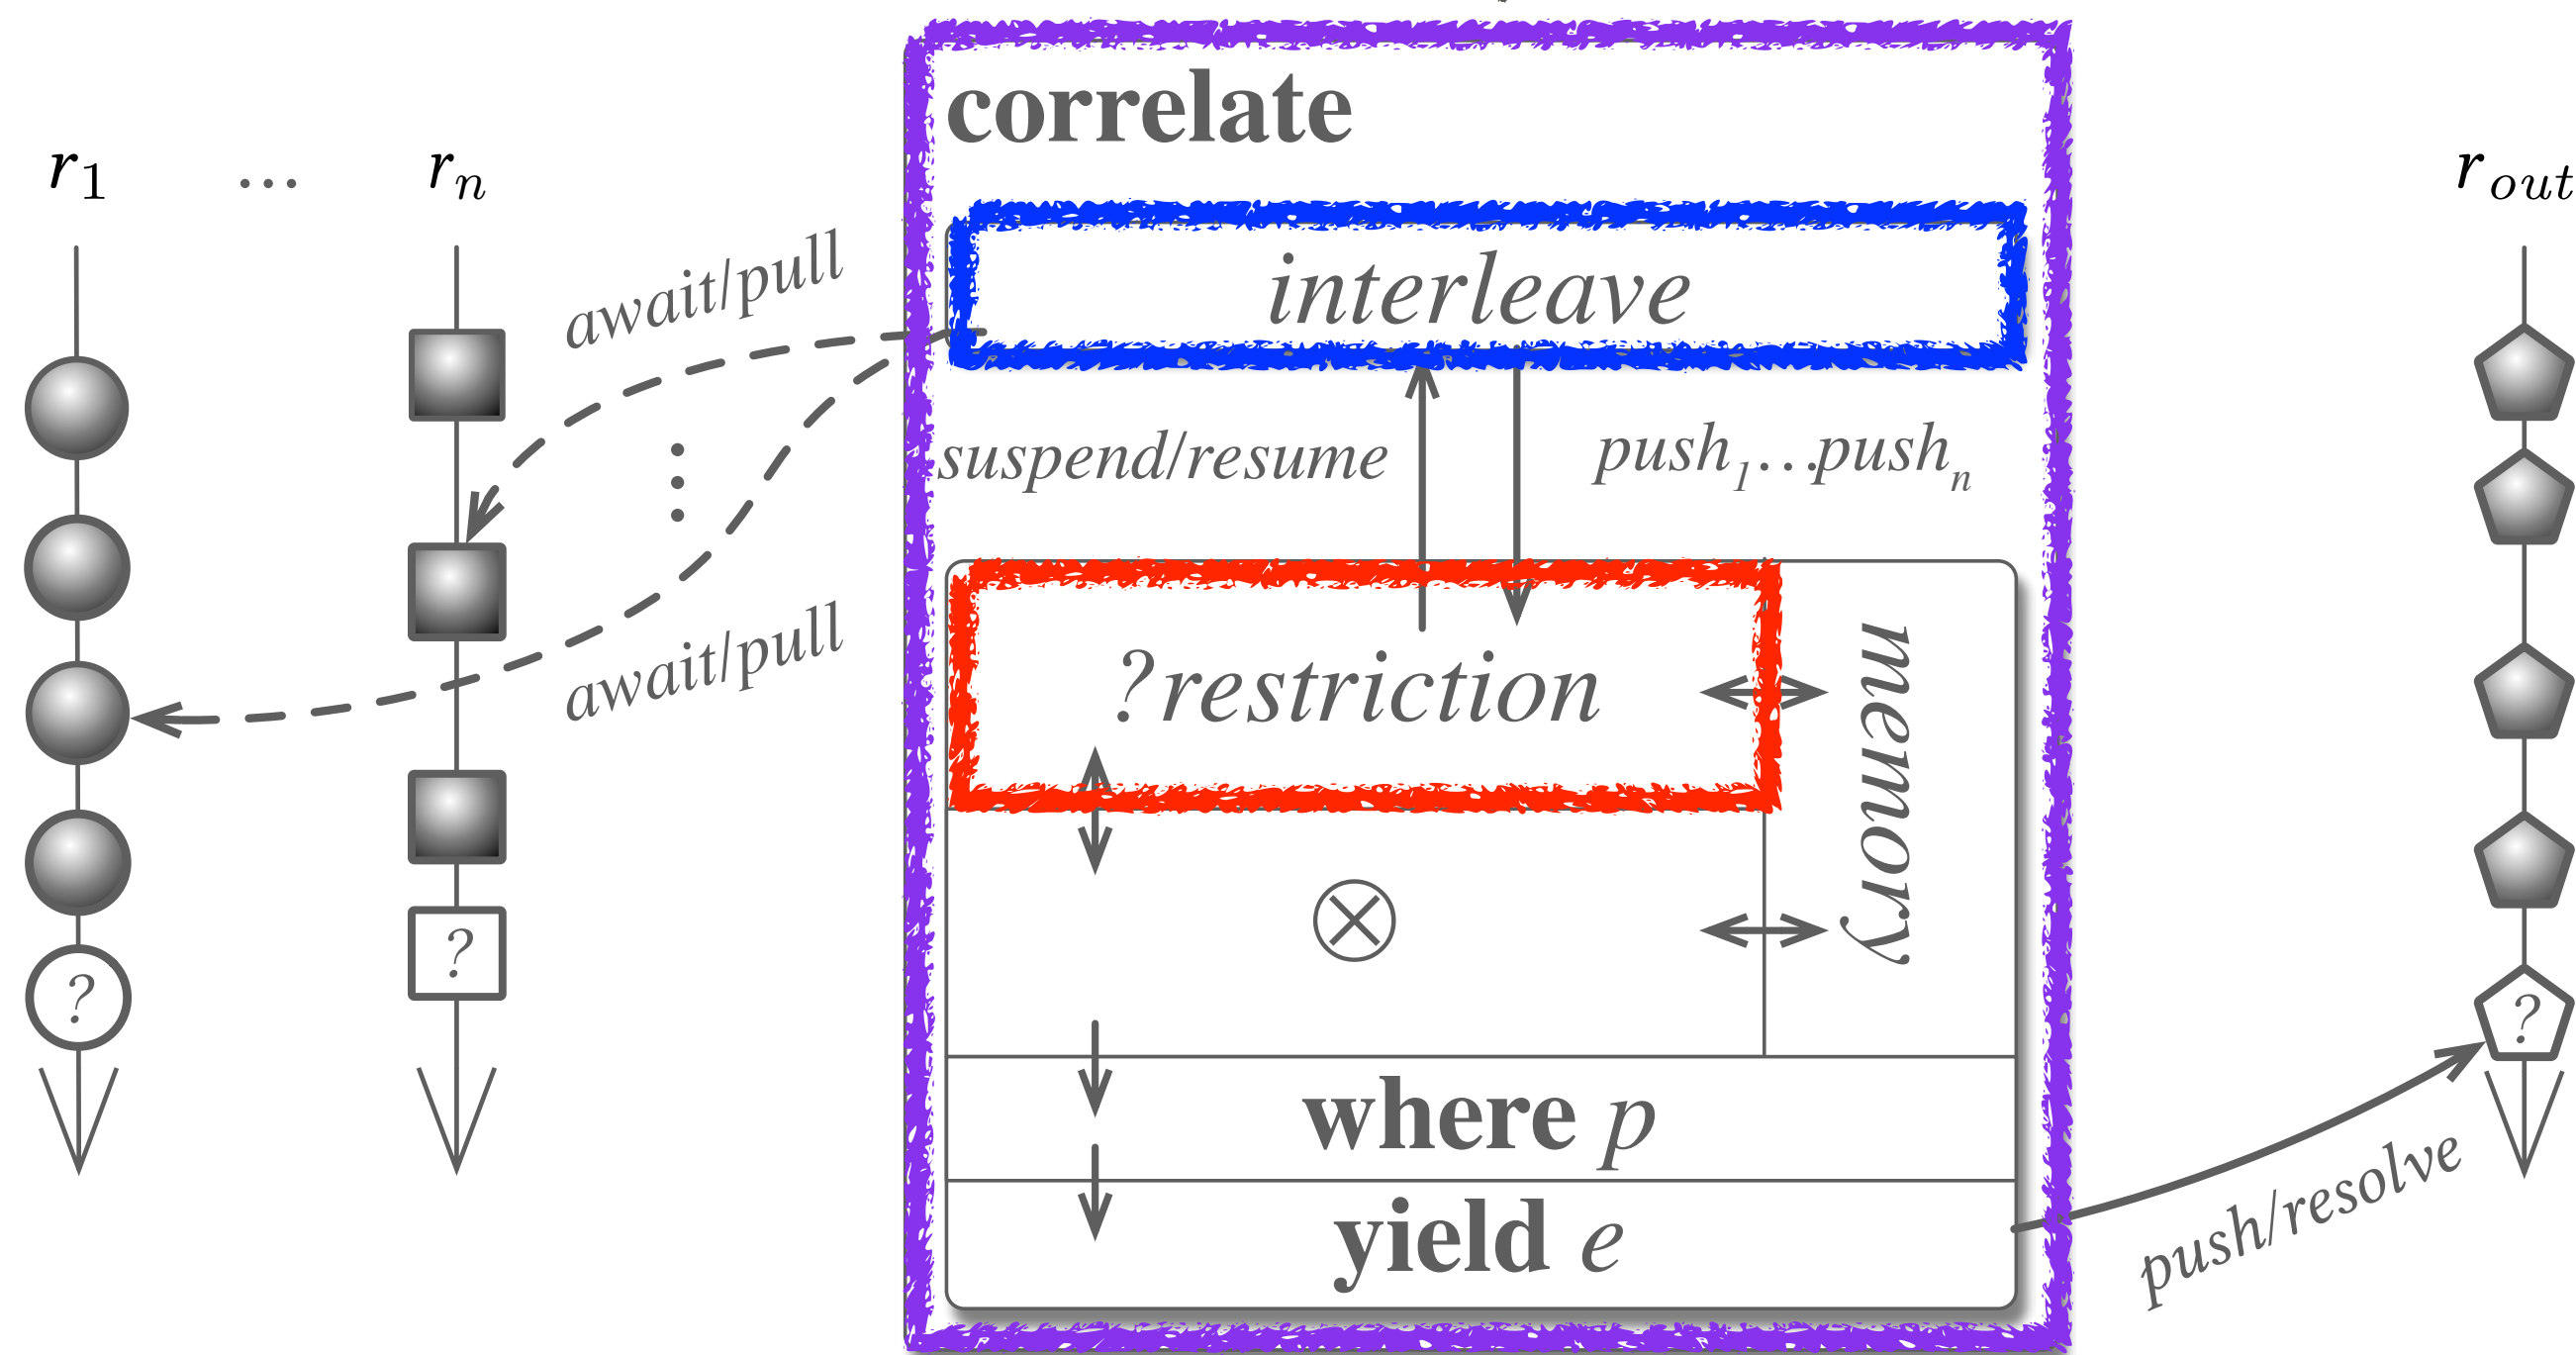 correlate
r1 ... rn
rout
interleave
await/pull
suspend/resume
push1…pushn
await/pull
?restriction
memory
?
?
?
⊗
where p
yield e
push/resolve